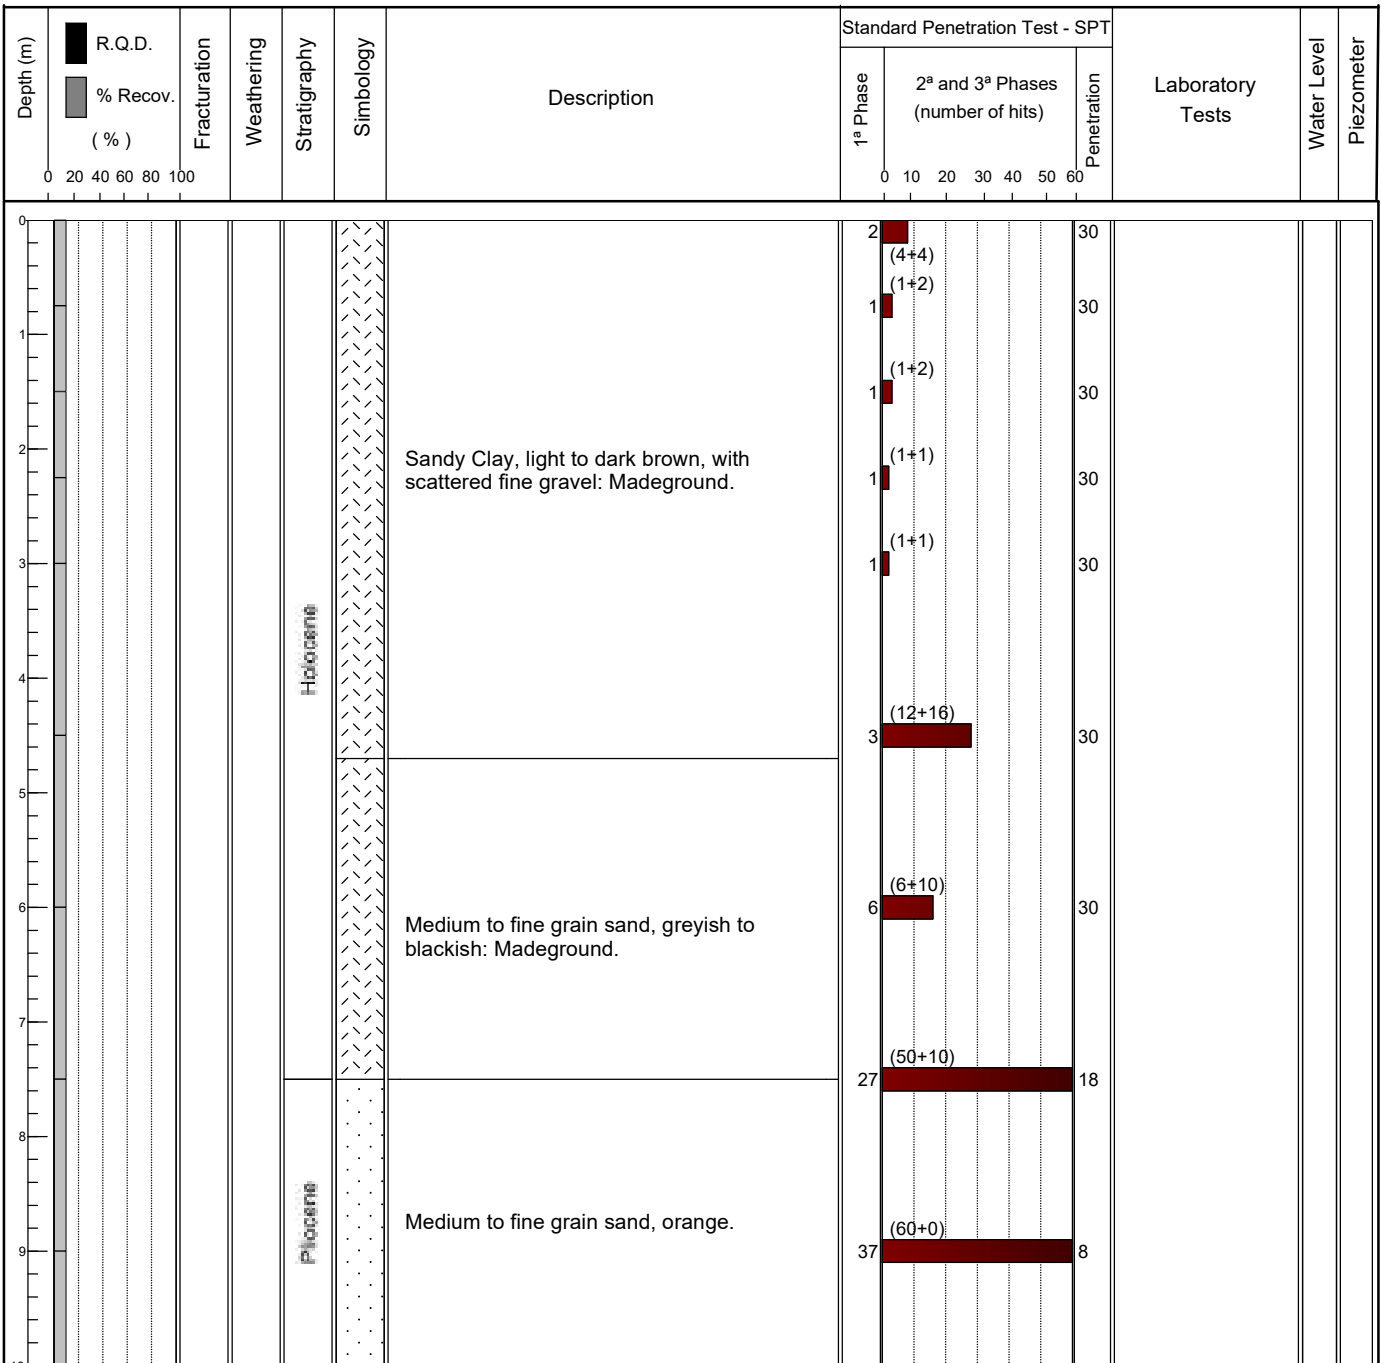 Depth (m)
R.Q.D.
% Recov.
( % )
0 20 40 60 80 100
Fracturation
Weathering
Stratigraphy
Simbology
Description
Standard Penetration Test - SPT
1ª Phase
2ª and 3ª Phases
(number of hits)
0 10 20 30 40 50 60
Penetration
Laboratory
Tests
Water Level
Piezometer
0
2
30
(4+4)
(1+2)
1
30
1
(1+2)
1
30
2
(1+1)
1
30
Sandy Clay, light to dark brown, with
scattered fine gravel: Madeground.
(1+1)
3
1
30
Holocene
4
(12+16)
3
30
5
(6+10)
6
6
30
Medium to fine grain sand, greyish to
blackish: Madeground.
7
(50+10)
27
18
8
Pliocene
Medium to fine grain sand, orange.
(60+0)
9
37
8